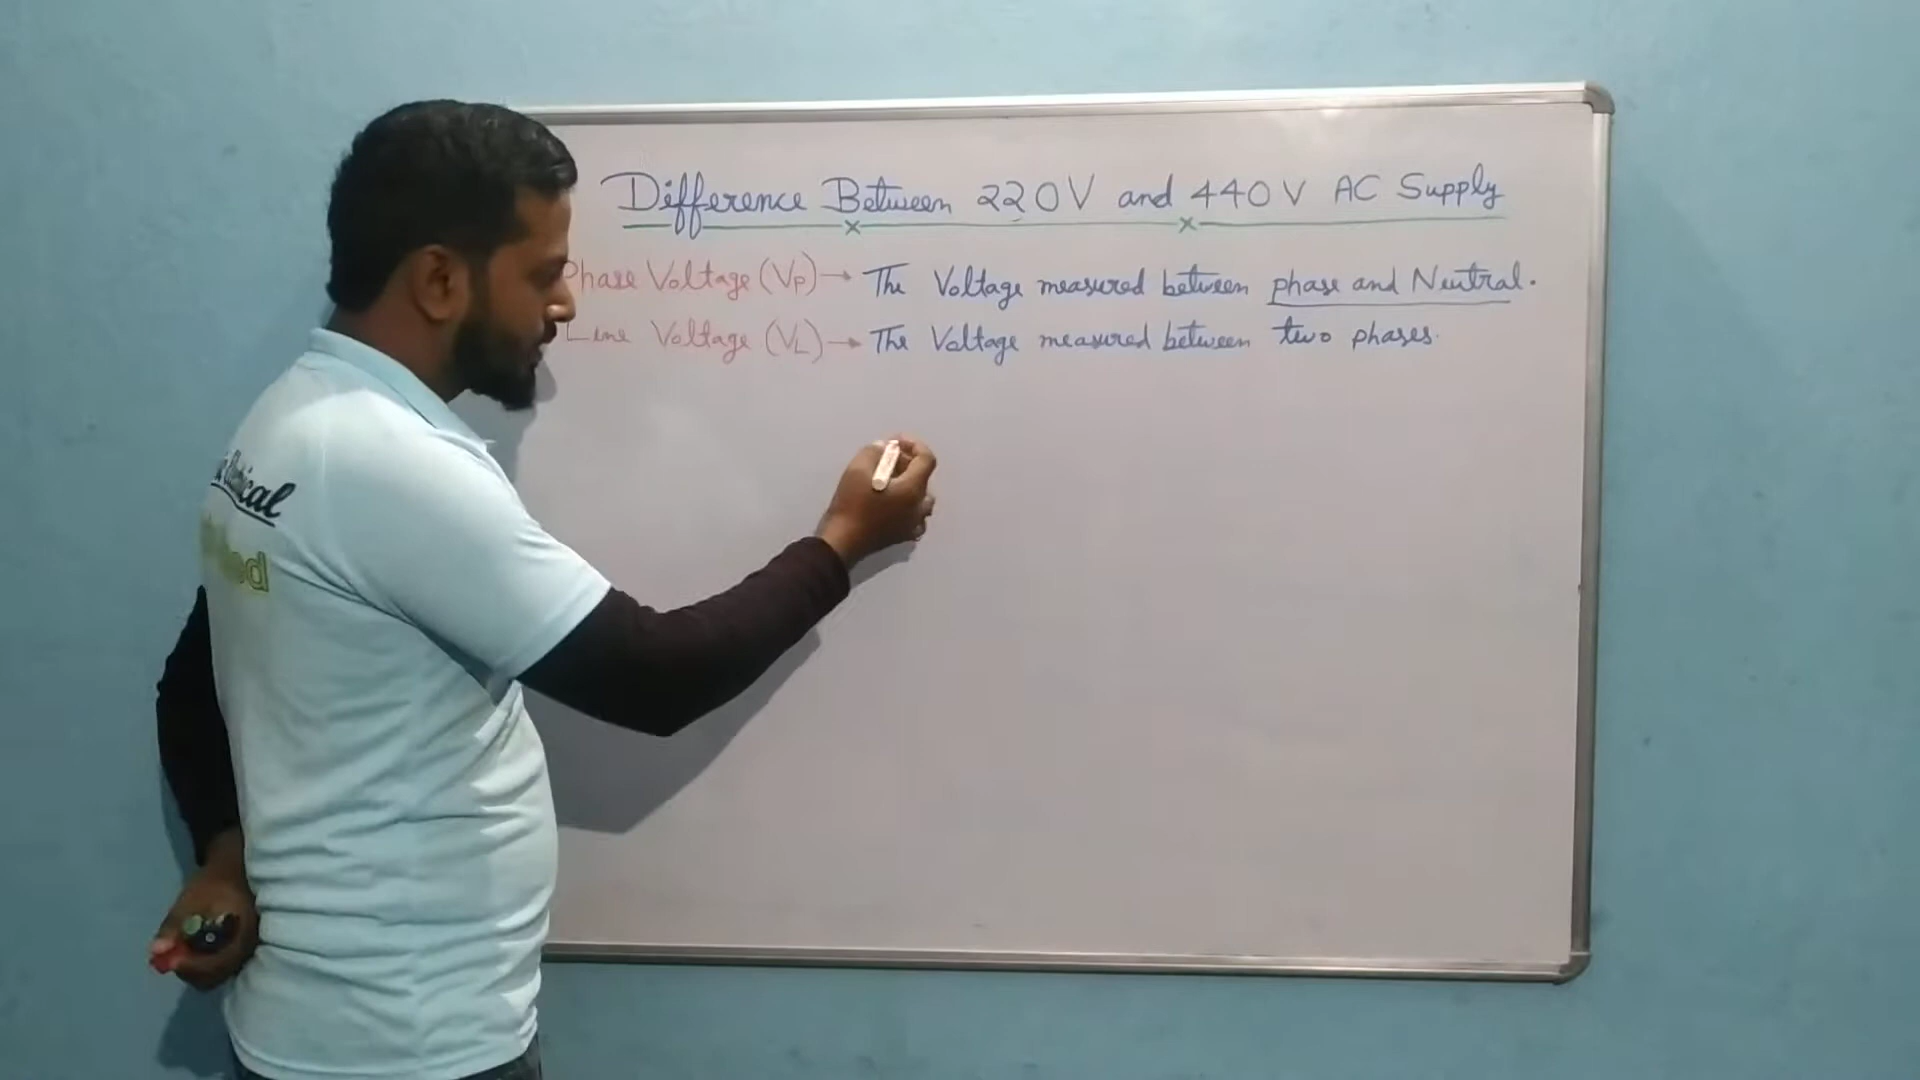 Difference Between 220V and 440V AC Supply
Phase Voltage (VP) → The Voltage measured between phase and Neutral.
Line Voltage (VL) → The Voltage measured between two phases.